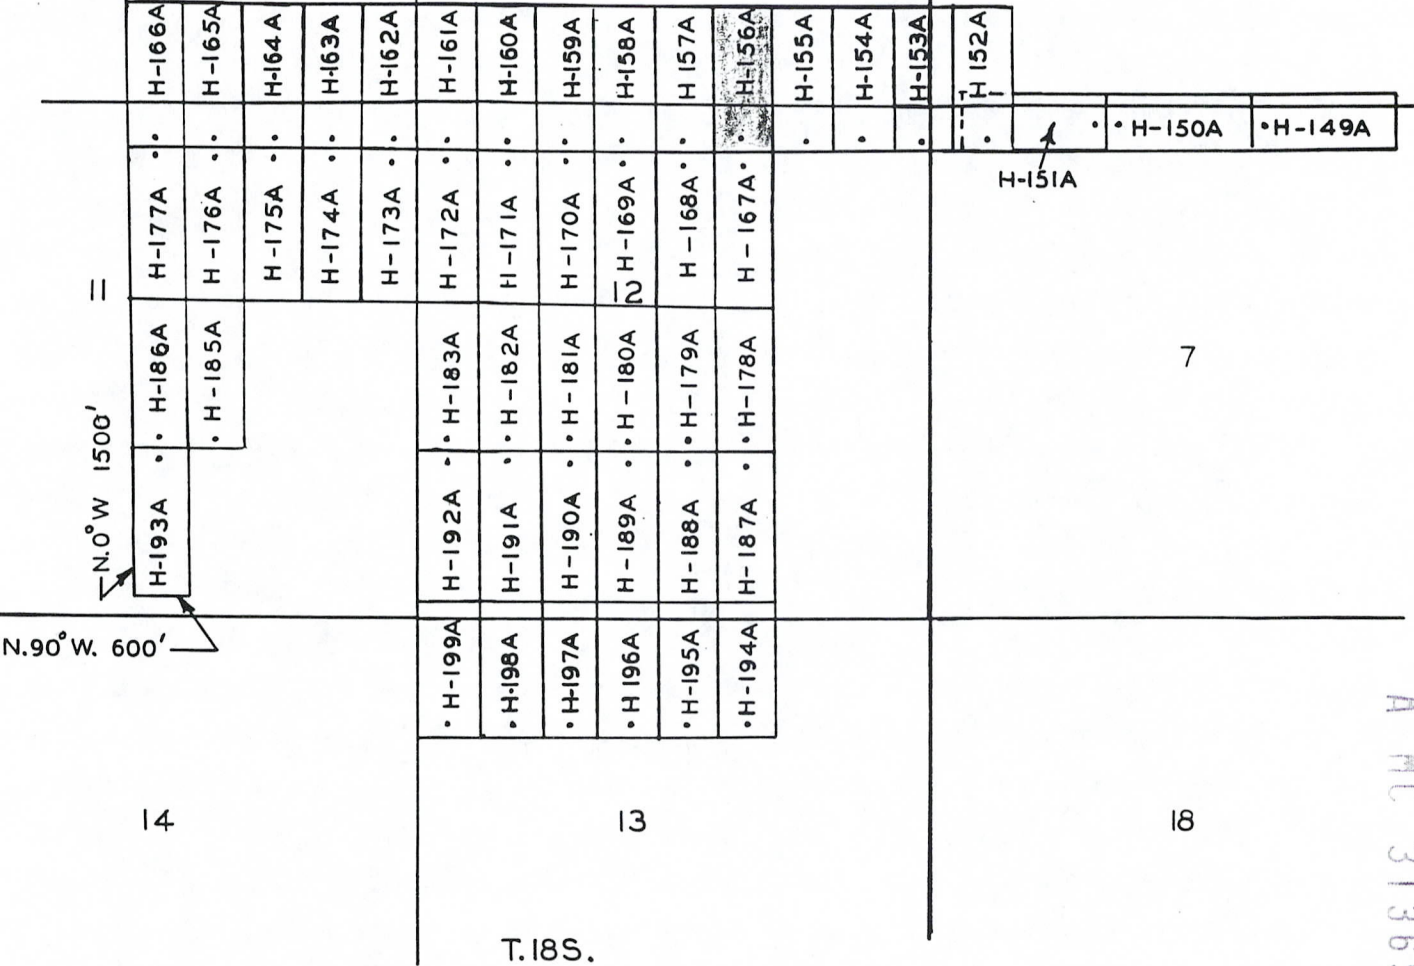 H-166A H-165A H-164A H-163A H-162A H-161A H-160A H-159A H-158A H 157A H-156A H-155A H-154A H-153A H 152A
H-150A H-149A
H-151A
H-177A H-176A H-175A H-174A H-173A H-172A H-171A H-170A H-169A H-168A H-167A
11 12
H-186A H-185A H-183A H-182A H-181A H-180A H-179A H-178A
7
N.0°W 1500'
H-193A H-192A H-191A H-190A H-189A H-188A H-187A
N.90°W. 600'
H-199A H-198A H-197A H 196A H-195A H-194A
14 13 18
T.18S.
A MC 3136